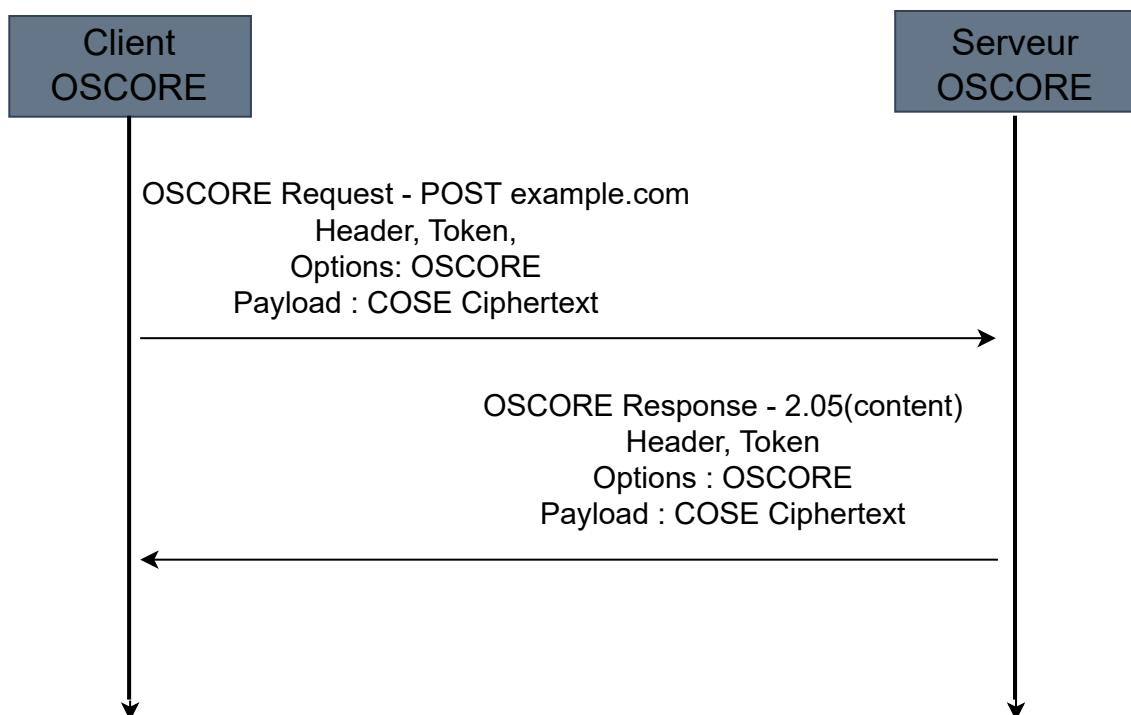 Client
OSCORE
Serveur
OSCORE
OSCORE Request - POST example.com
Header, Token,
Options: OSCORE
Payload : COSE Ciphertext
OSCORE Response - 2.05(content)
Header, Token
Options : OSCORE
Payload : COSE Ciphertext